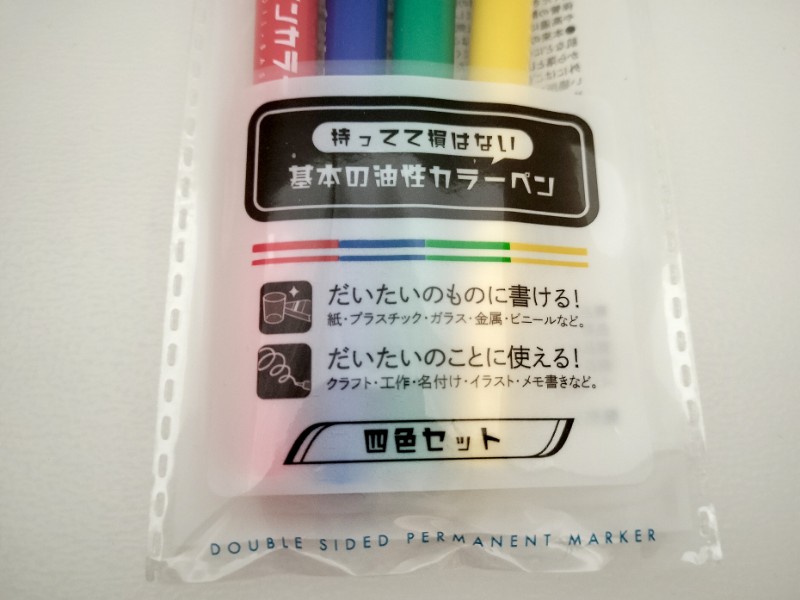 ンカラ
持ってて損はない
基本の油性カラーペン
だいたいのものに書ける!
紙・プラスチック・ガラス・金属・ビニールなど。
だいたいのことに使える!
クラフト・工作・名付け・イラスト・メモ書きなど。
四色セット
DOUBLE SIDED PERMANENT MARKER